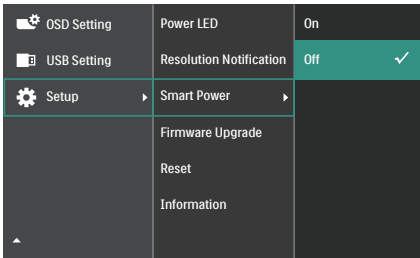 OSD Setting
USB Setting
Setup
Power LED
Resolution Notification
Smart Power
Firmware Upgrade
Reset
Information
On
Off